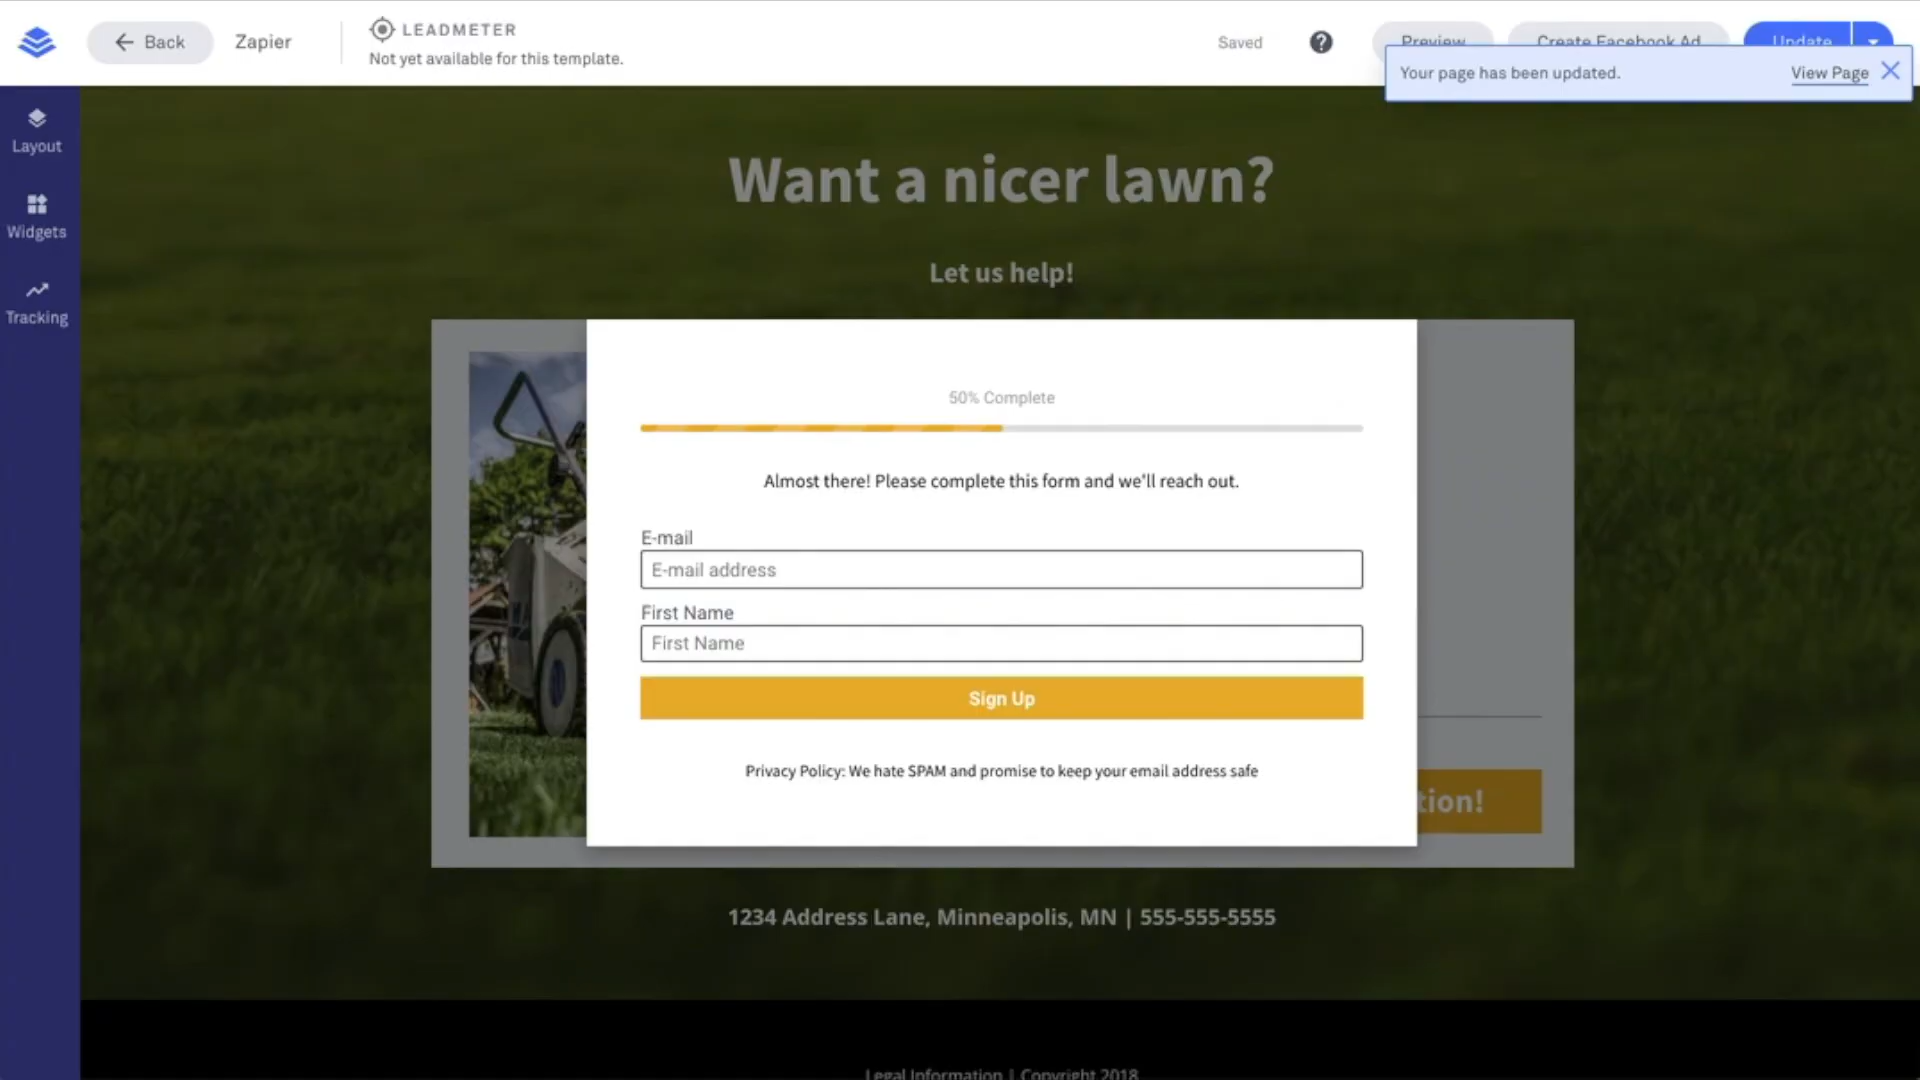 Back
Zapier
LEADMETER
Not yet available for this template.
Saved
Preview
Create Facebook Ad
Update
Your page has been updated.
View Page
Layout
Widgets
Tracking
Want a nicer lawn?
Let us help!
50% Complete
Almost there! Please complete this form and we'll reach out.
E-mail
E-mail address
First Name
First Name
Sign Up
Privacy Policy: We hate SPAM and promise to keep your email address safe
tion!
1234 Address Lane, Minneapolis, MN | 555-555-5555
Legal Information | Copyright 2018